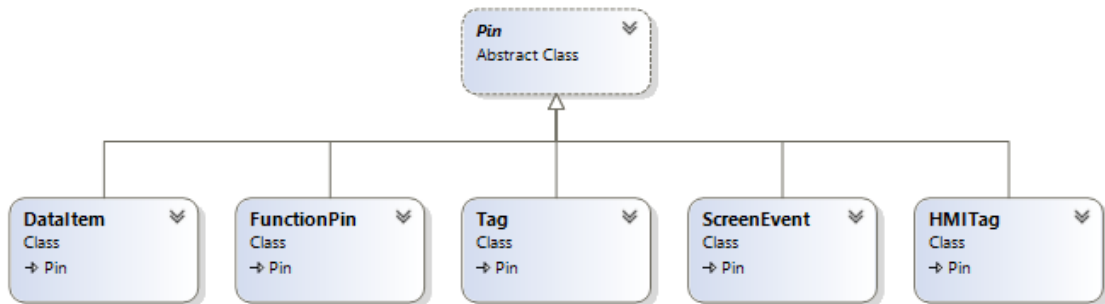 Pin
Abstract Class
DataItem
Class
Pin
FunctionPin
Class
Pin
Tag
Class
Pin
ScreenEvent
Class
Pin
HMITag
Class
Pin